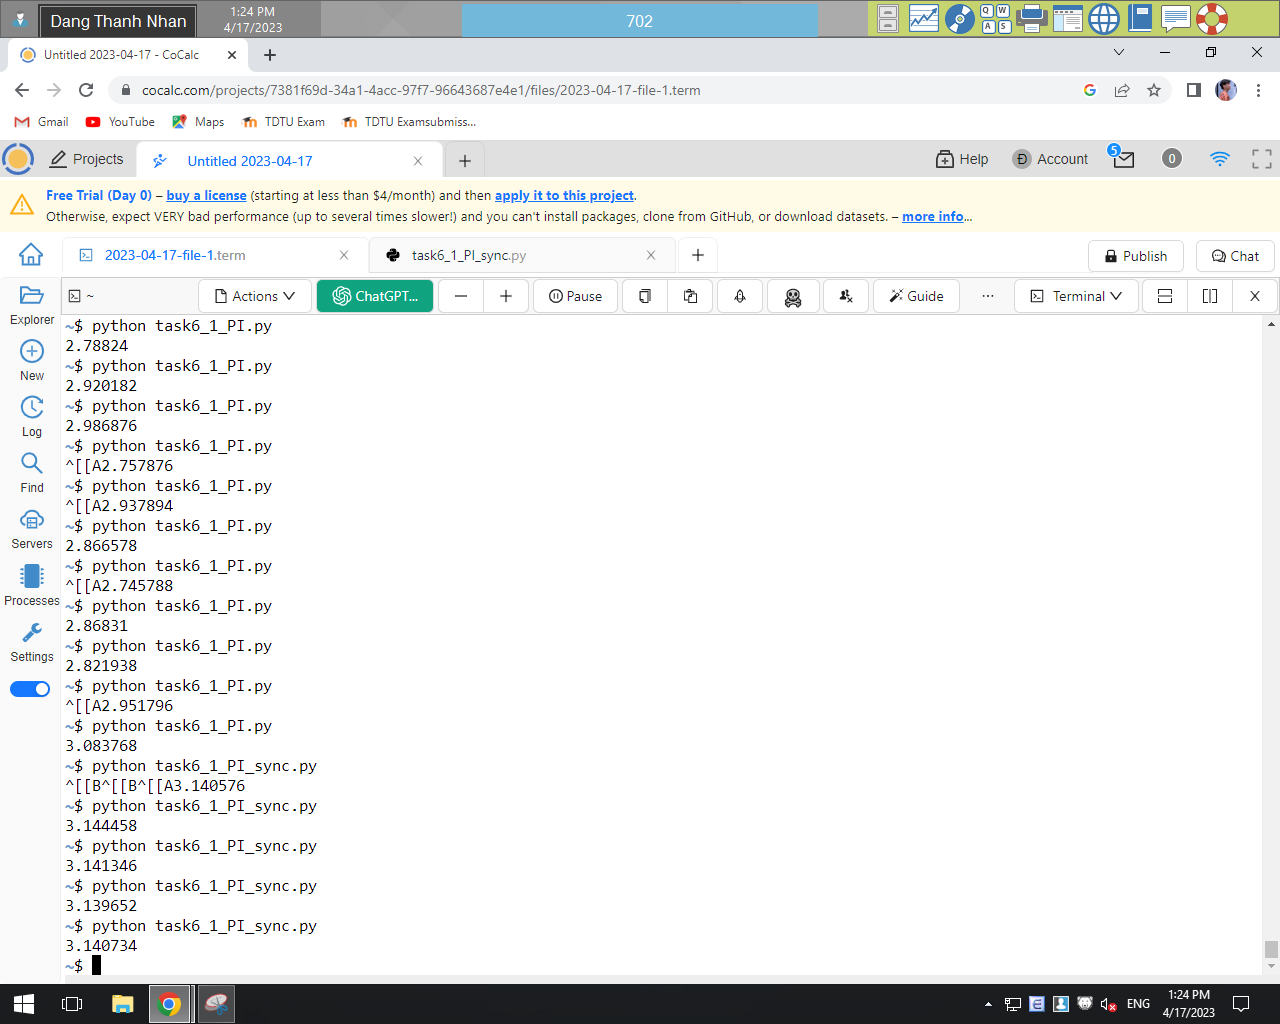 Dang Thanh Nhan
1:24 PM
4/17/2023
702
Q W
A S
Untitled 2023-04-17 - CoCalc
cocalc.com/projects/7381f69d-34a1-4acc-97f7-96643687e4e1/files/2023-04-17-file-1.term
Gmail YouTube Maps TDTU Exam TDTU Examsubmiss...
Projects Untitled 2023-04-17 Help Account 5 0
Free Trial (Day 0) – buy a license (starting at less than $4/month) and then apply it to this project.
Otherwise, expect VERY bad performance (up to several times slower!) and you can't install packages, clone from GitHub, or download datasets. – more info...
2023-04-17-file-1.term task6_1_PI_sync.py Publish Chat
~ Actions ChatGPT... Pause Guide ... Terminal
Explorer
New
Log
Find
Servers
Processes
Settings
~$ python task6_1_PI.py
2.78824
~$ python task6_1_PI.py
2.920182
~$ python task6_1_PI.py
2.986876
~$ python task6_1_PI.py
^[[A2.757876
~$ python task6_1_PI.py
^[[A2.937894
~$ python task6_1_PI.py
2.866578
~$ python task6_1_PI.py
^[[A2.745788
~$ python task6_1_PI.py
2.86831
~$ python task6_1_PI.py
2.821938
~$ python task6_1_PI.py
^[[A2.951796
~$ python task6_1_PI.py
3.083768
~$ python task6_1_PI_sync.py
^[[B^[[B^[[A3.140576
~$ python task6_1_PI_sync.py
3.144458
~$ python task6_1_PI_sync.py
3.141346
~$ python task6_1_PI_sync.py
3.139652
~$ python task6_1_PI_sync.py
3.140734
~$
ENG
1:24 PM
4/17/2023